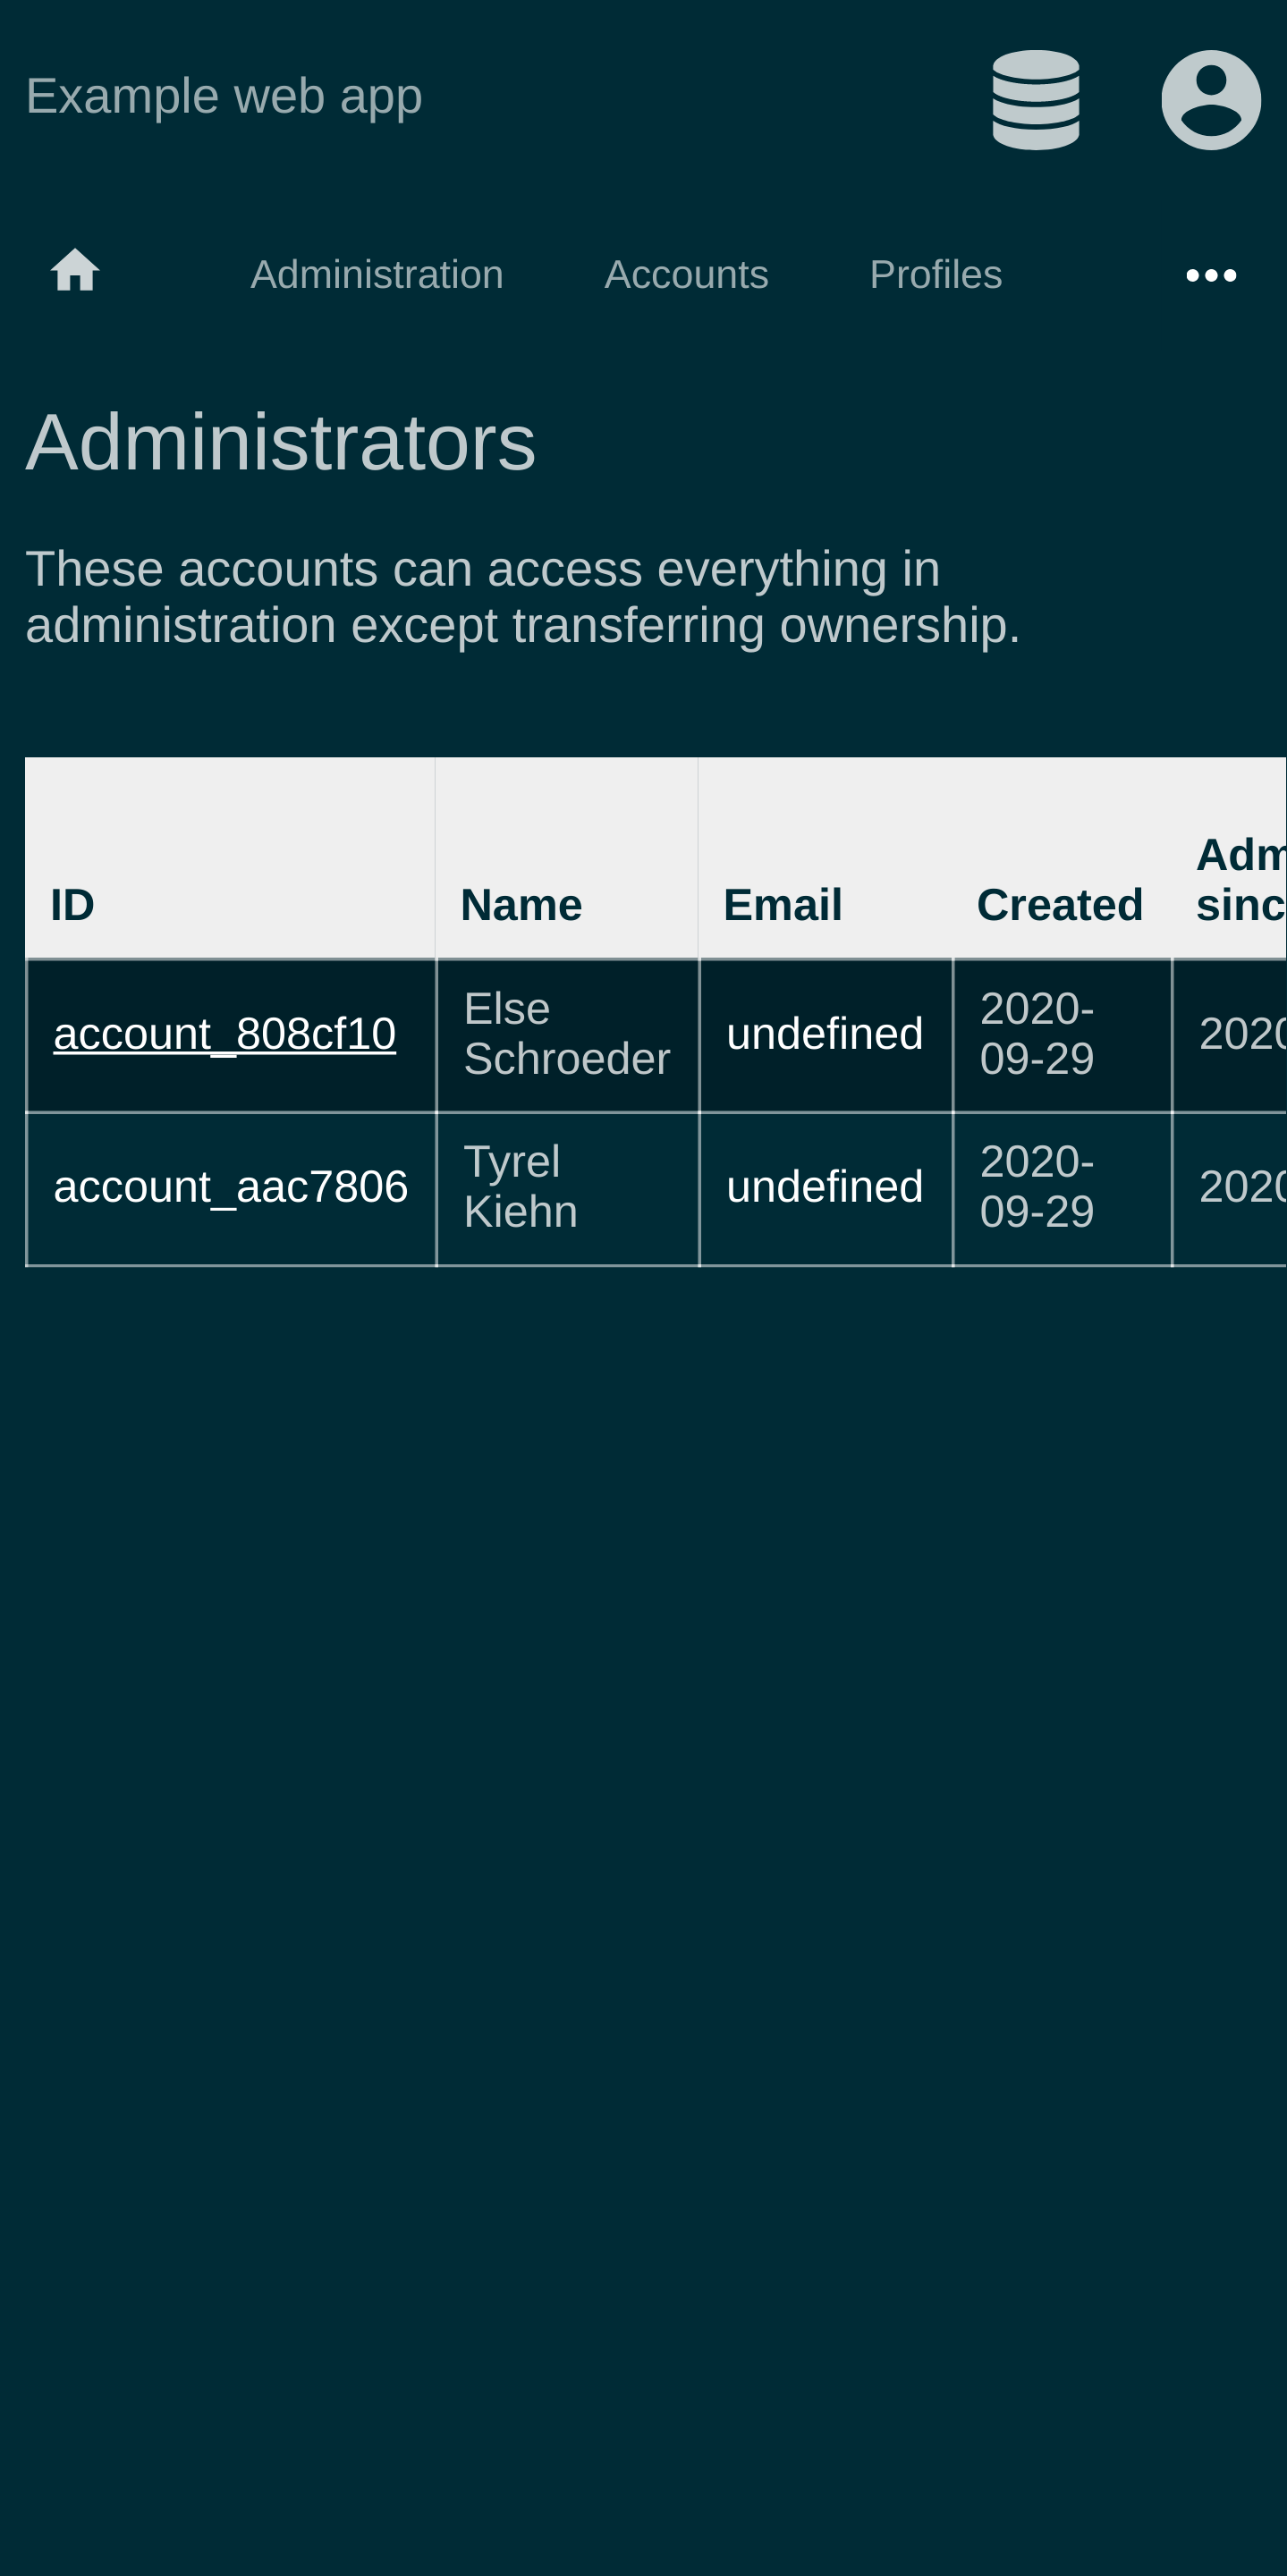 Example web app
Administration Accounts Profiles
Administrators
These accounts can access everything in
administration except transferring ownership.
ID Name Email Created Adm
sinc
account_808cf10 Else Schroeder undefined 2020-09-29 2020
account_aac7806 Tyrel Kiehn undefined 2020-09-29 2020